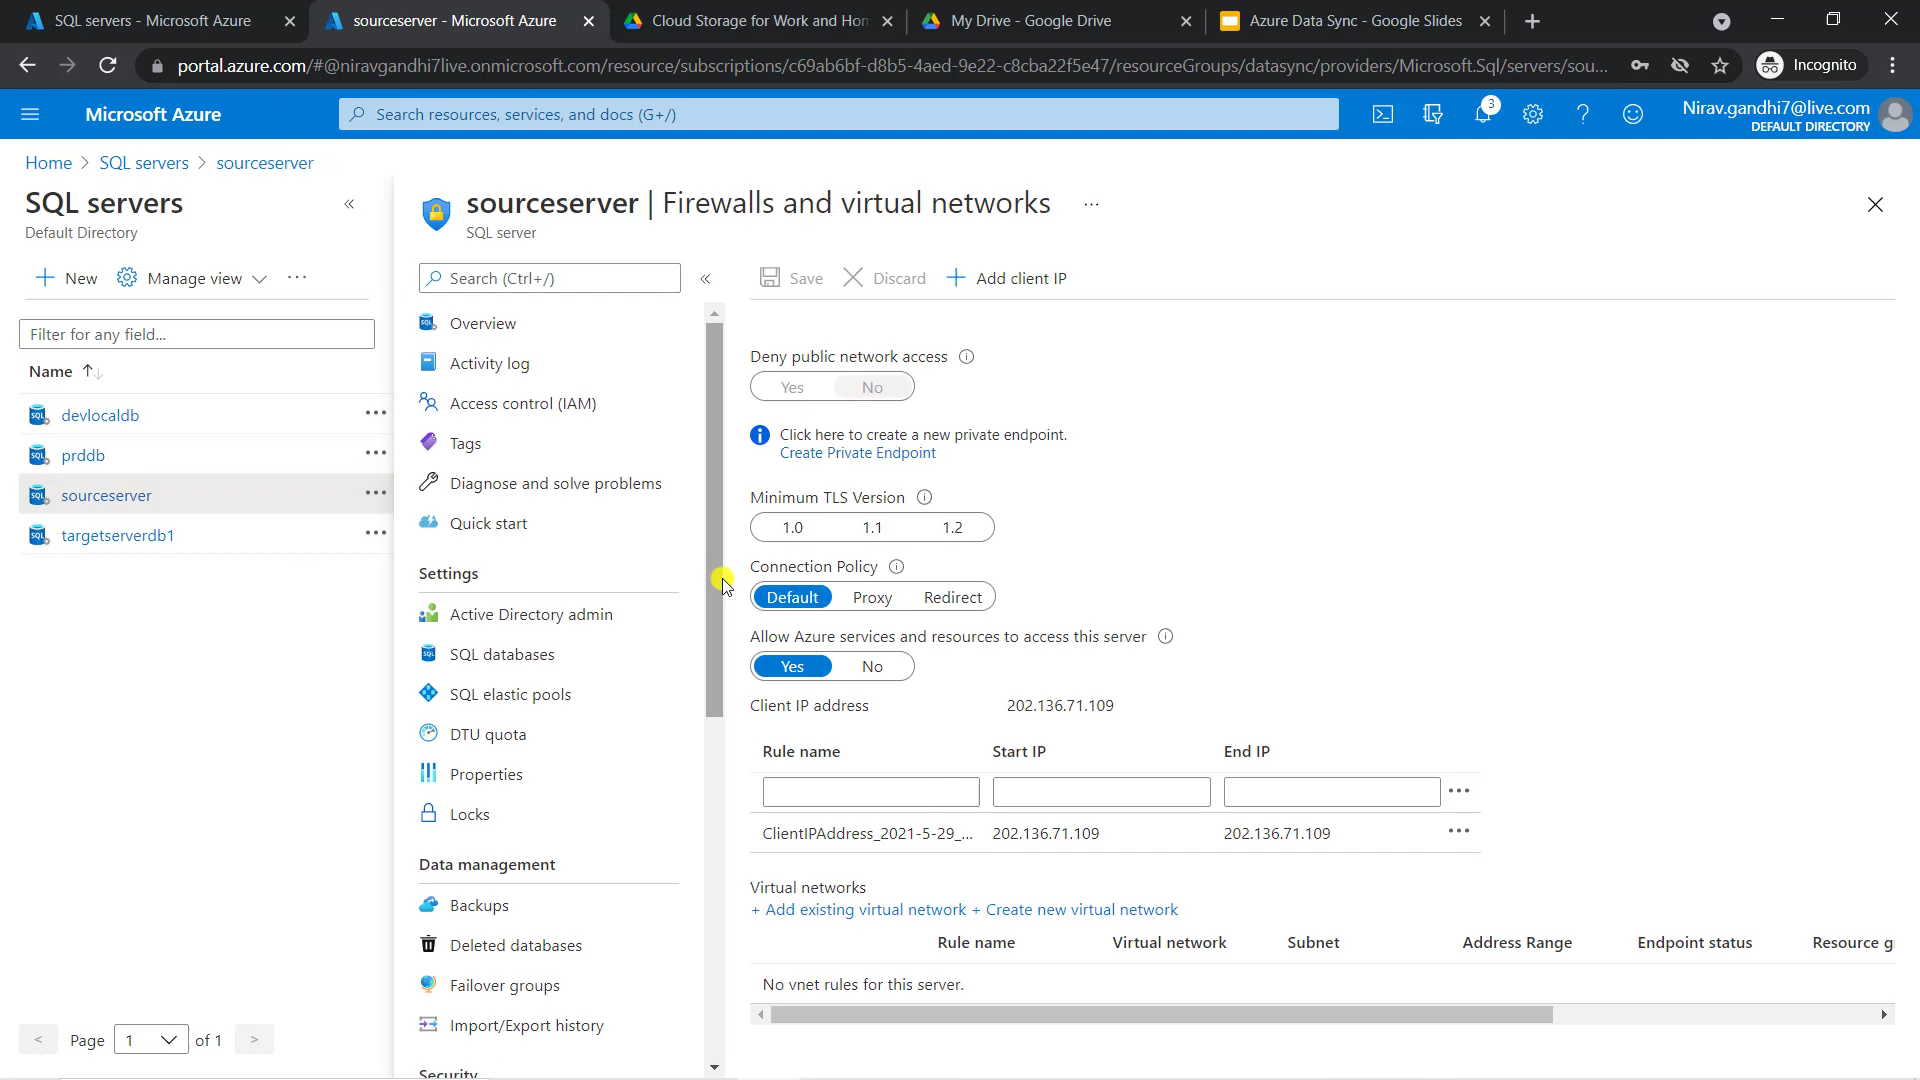 SQL servers - Microsoft Azure
sourceserver - Microsoft Azure
Cloud Storage for Work and Hom
My Drive - Google Drive
Azure Data Sync - Google Slides
portal.azure.com/#@niravgandhi7live.onmicrosoft.com/resource/subscriptions/c69ab6bf-d8b5-4aed-9e22-c8cba22f5e47/resourceGroups/datasync/providers/Microsoft.Sql/servers/sou...
Incognito
Microsoft Azure
Search resources, services, and docs (G+/)
3
Nirav.gandhi7@live.com
DEFAULT DIRECTORY
Home > SQL servers > sourceserver
SQL servers
Default Directory
New
Manage view
Filter for any field...
Name
devlocaldb
prddb
sourceserver
targetserverdb1
< Page 1 of 1 >
sourceserver | Firewalls and virtual networks
SQL server
Search (Ctrl+/)
Overview
Activity log
Access control (IAM)
Tags
Diagnose and solve problems
Quick start
Settings
Active Directory admin
SQL databases
SQL elastic pools
DTU quota
Properties
Locks
Data management
Backups
Deleted databases
Failover groups
Import/Export history
Security
Save
Discard
Add client IP
Deny public network access
Yes No
Click here to create a new private endpoint.
Create Private Endpoint
Minimum TLS Version
1.0 1.1 1.2
Connection Policy
Default Proxy Redirect
Allow Azure services and resources to access this server
Yes No
Client IP address 202.136.71.109
Rule name Start IP End IP
ClientIPAddress_2021-5-29_... 202.136.71.109 202.136.71.109
Virtual networks
+ Add existing virtual network + Create new virtual network
Rule name Virtual network Subnet Address Range Endpoint status Resource g
No vnet rules for this server.